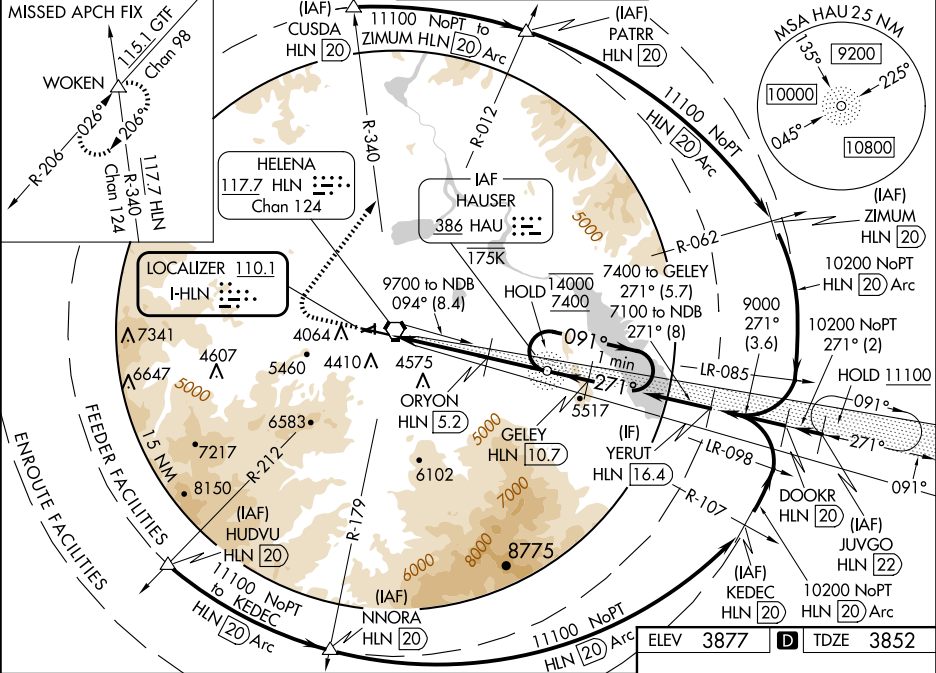 MISSED APCH FIX
115.1 GTF
Chan 98
WOKEN
026°
206°
R-206
R-340
117.7 HLN
Chan 124
(IAF)
CUSDA
HLN 20
11100 NoPT to
ZIMUM HLN 20 Arc
(IAF)
PATRR
HLN 20
MSA HAU 25 NM
135°
9200
225°
10000
045°
10800
11100 NoPT
HLN 20 Arc
R-340
R-012
HELENA
117.7 HLN
Chan 124
IAF
HAUSER
386 HAU
175K
5000
R-062
(IAF)
ZIMUM
HLN 20
10200 NoPT
HLN 20 Arc
LOCALIZER 110.1
I-HLN
9700 to NDB
094° (8.4)
HOLD 14000
7400
7400 to GELEY
271° (5.7)
7100 to NDB
271° (8)
9000
271°
(3.6)
10200 NoPT
271° (2)
HOLD 11100
7341
4064
4607
5460
4410
4575
6647
5000
091°
1 min
271°
LR-085
091°
271°
091°
ORYON
HLN 5.2
5517
5000
GELEY
HLN 10.7
(IF)
YERUT
HLN 16.4
LR-098
DOOKR
HLN 20
(IAF)
JUVGO
HLN 22
6583
7217
R-212
6102
7000
8150
15 NM
FEEDER FACILITIES
ENROUTE FACILITIES
R-107
(IAF)
HUDVU
HLN 20
R-179
8775
8000
6000
(IAF)
KEDEC
HLN 20
10200 NoPT
HLN 20 Arc
11100 NoPT
to KEDEC
HLN 20 Arc
(IAF)
NNORA
HLN 20
11100 NoPT
HLN 20 Arc
ELEV 3877 D TDZE 3852